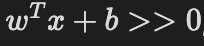 $w^T x + b >> 0,$